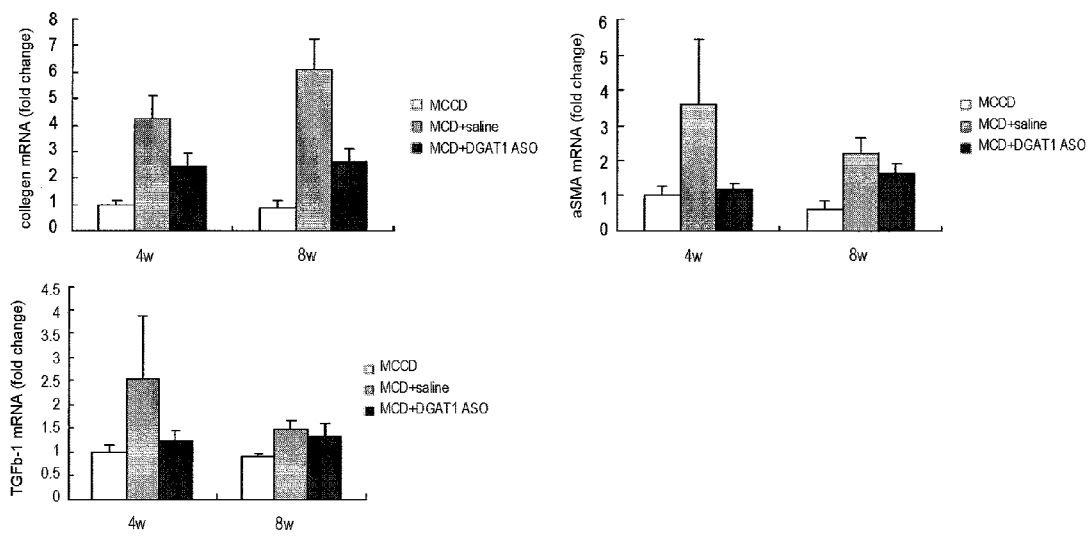 collegen mRNA (fold change)
8
7
6
5
4
3
2
1
0
4w
8w
MCCD
MCD+saline
MCD+DGAT1 ASO
aSMA mRNA (fold change)
6
5
4
3
2
1
0
4w
8w
MCCD
MCD+saline
MCD+DGAT1 ASO
TGFb-1 mRNA (fold change)
4.5
4
3.5
3
2.5
2
1.5
1
0.5
0
4w
8w
MCCD
MCD+saline
MCD+DGAT1 ASO